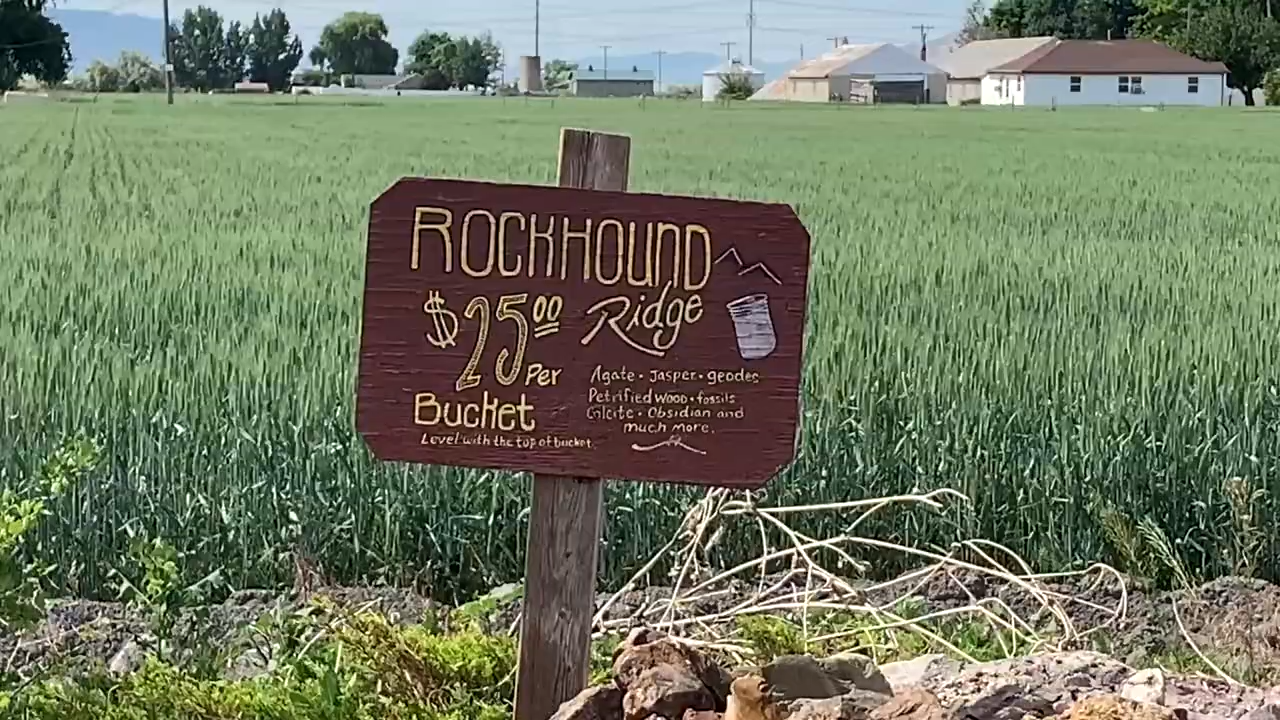 ROCKHOUND
Ridge
$25.00 Per
Bucket
Level with the top of bucket.
Agate • Jasper • geodes
Petrified Wood • fossils
Calcite • Obsidian and
much more.